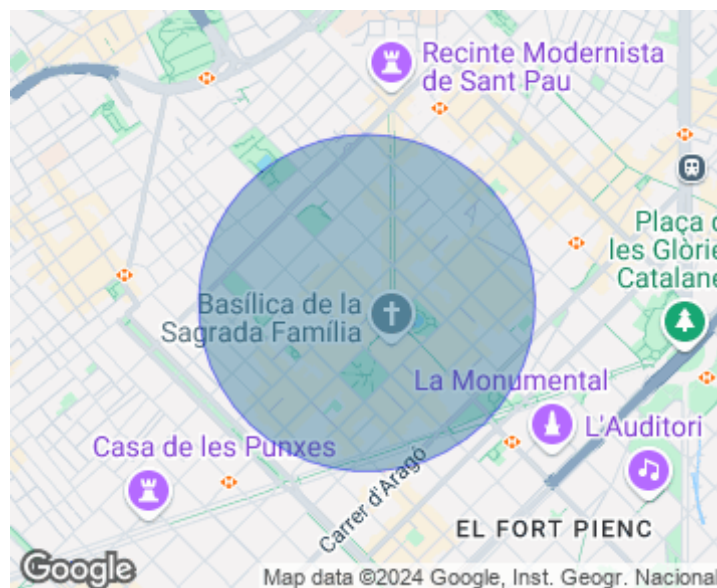 Recinte Modernista
de Sant Pau
Plaça d
les Glòrie
Catalane
Basílica de la
Sagrada Família
La Monumental
L'Auditori
Casa de les Punxes
Carrer d'Aragó
EL FORT PIENC
Google
Map data ©2024 Google, Inst. Geogr. Nacional